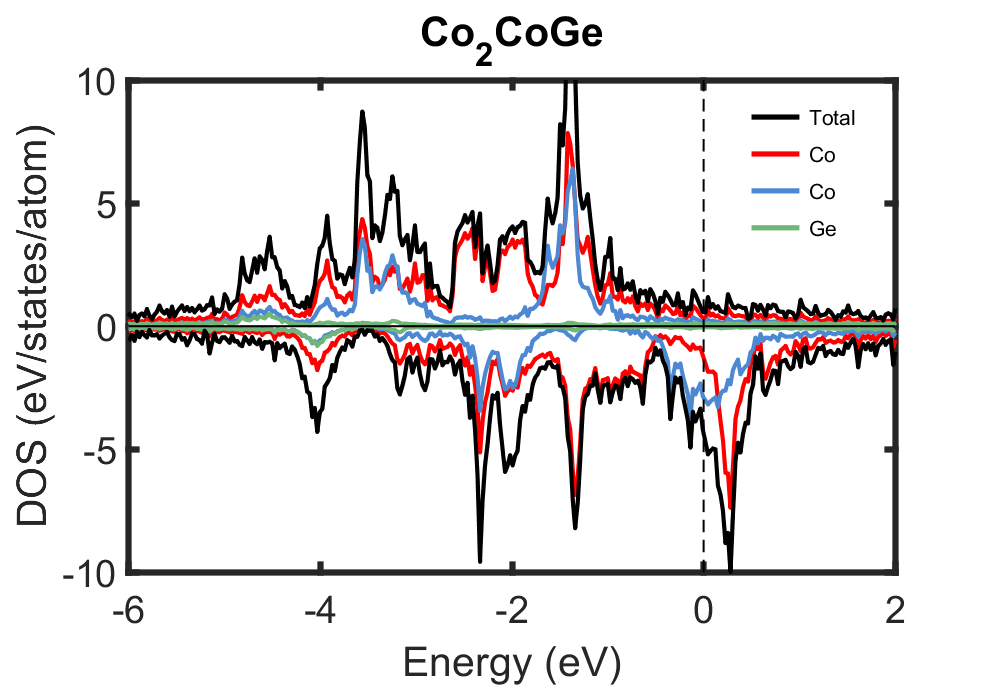 Co₂CoGe
DOS (eV/states/atom)
10
5
0
-5
-10
Total
Co
Co
Ge
-6 -4 -2 0 2
Energy (eV)